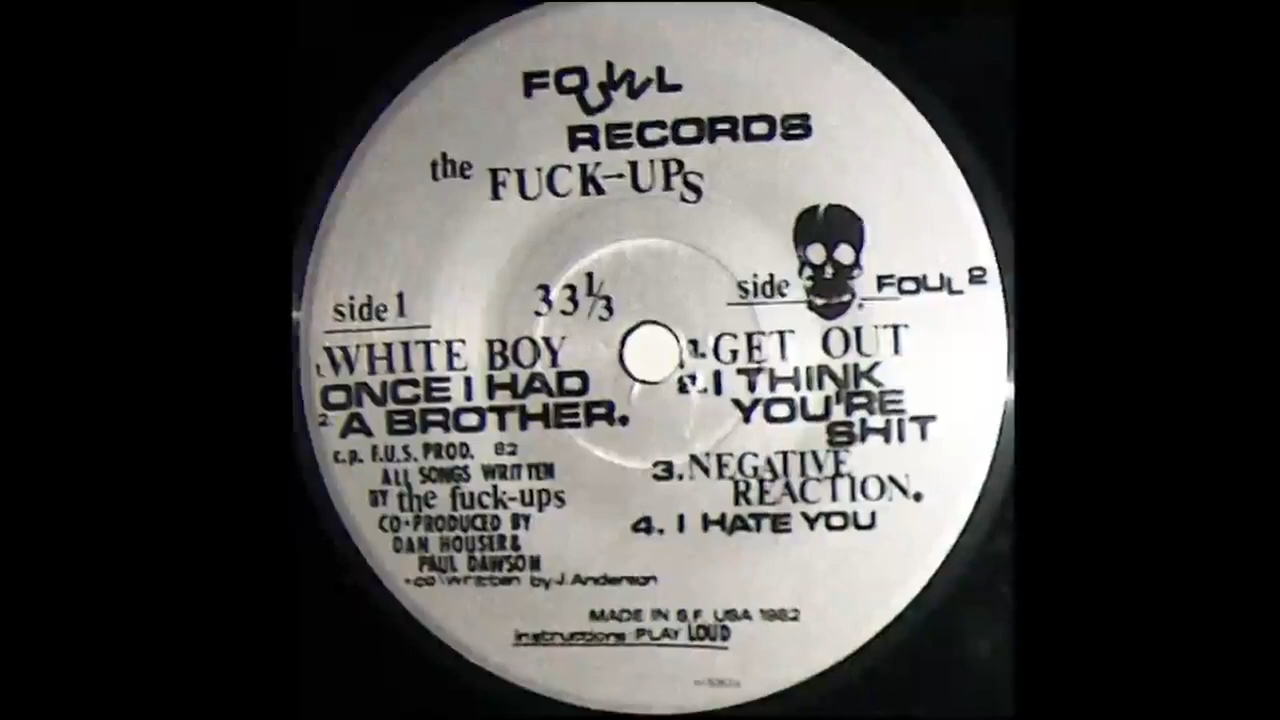 FOUWL
RECORDS
the FUCK-UPS
33⅓
side 1
1. WHITE BOY
ONCE I HAD
2. A BROTHER.
c.p. F.U.S. PROD. 82
ALL SONGS WRITTEN
BY the fuck-ups
CO-PRODUCED BY
DAN HOUSER &
PAUL DAWSON
co written by J. Anderson
side
FOUL 2
1. GET OUT
2. I THINK
YOU'RE
SHIT
3. NEGATIVE
REACTION.
4. I HATE YOU
MADE IN S.F. USA 1982
instructions: PLAY LOUD